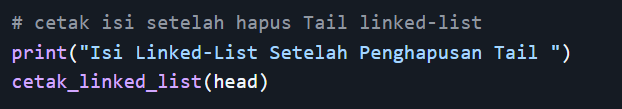 # cetak isi setelah hapus Tail linked-list
print("Isi Linked-List Setelah Penghapusan Tail ")
cetak_linked_list(head)